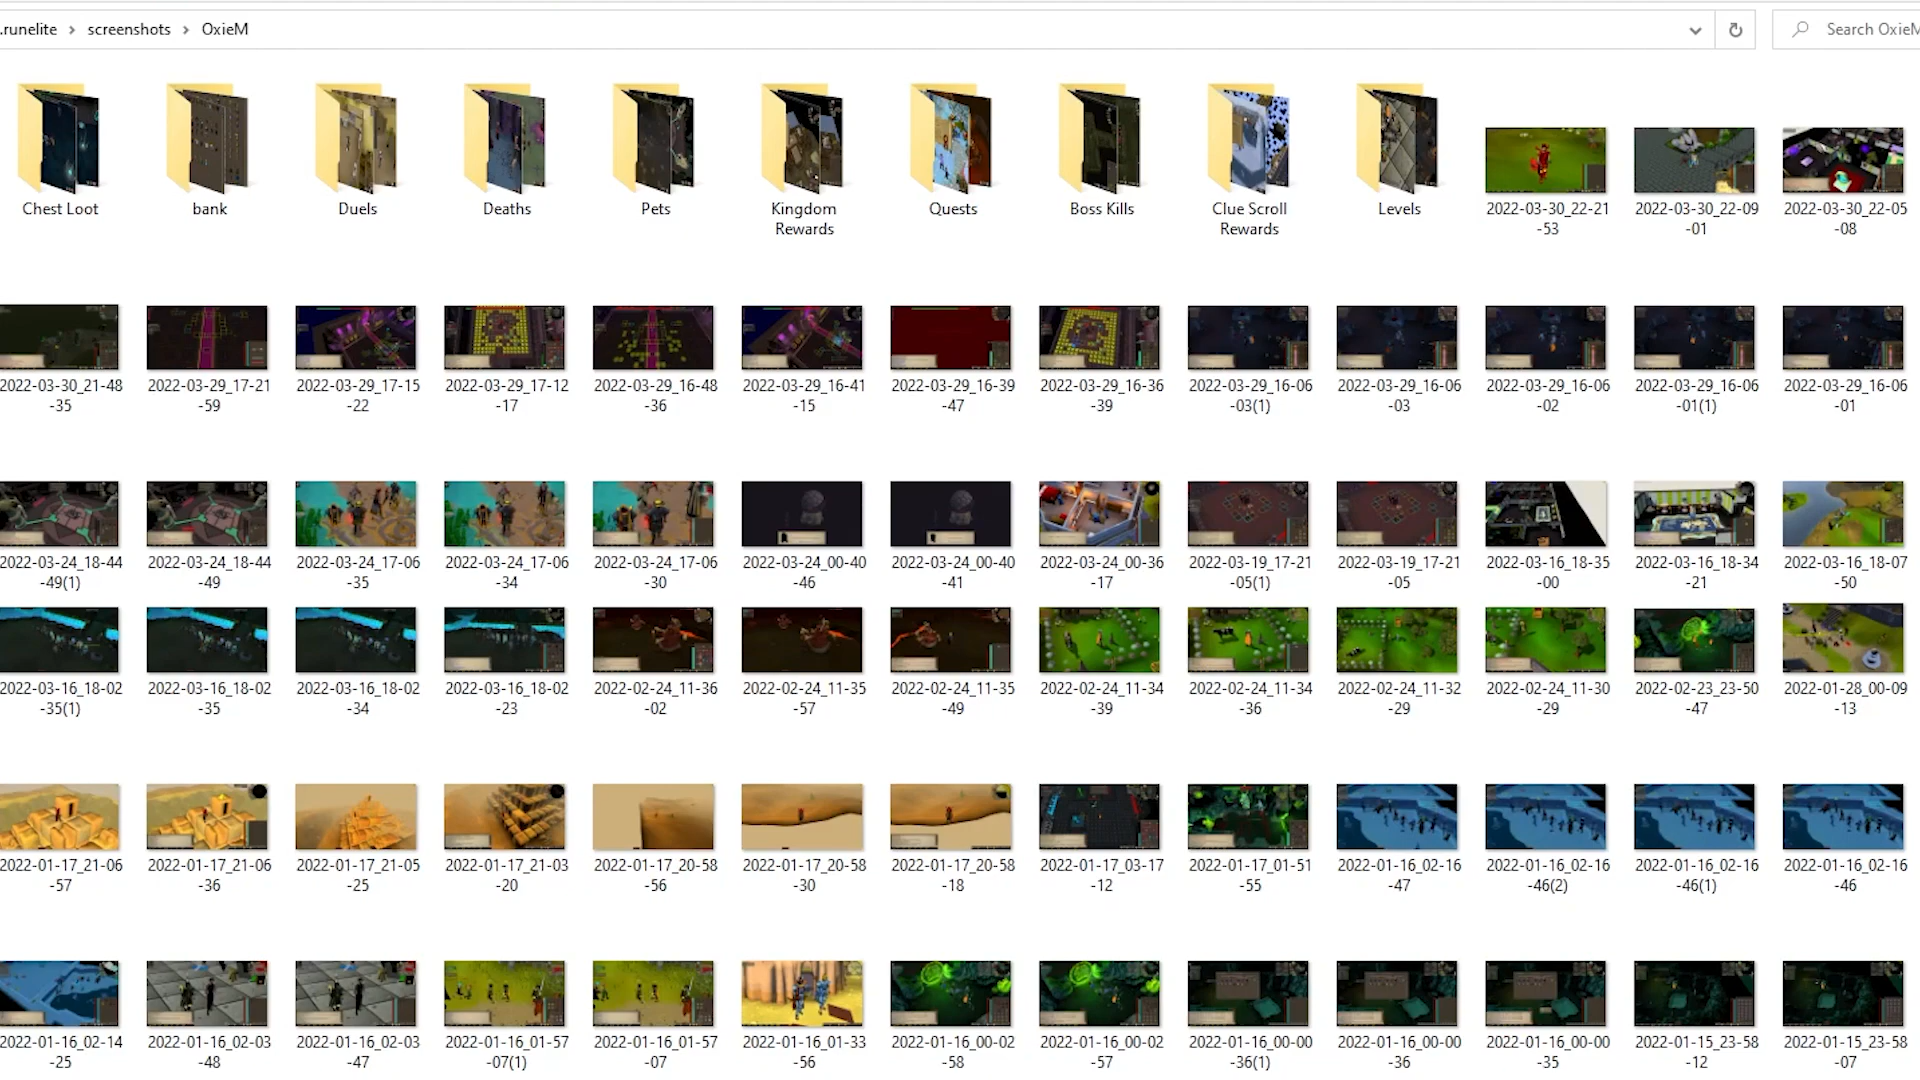 .runelite > screenshots > OxieM
Search OxieM
Chest Loot bank Duels Deaths Pets Kingdom Quests Boss Kills Clue Scroll Levels 2022-03-30_22-21 2022-03-30_22-09 2022-03-30_22-05
Rewards Rewards -53 -01 -08
2022-03-30_21-48 2022-03-29_17-21 2022-03-29_17-15 2022-03-29_17-12 2022-03-29_16-48 2022-03-29_16-41 2022-03-29_16-39 2022-03-29_16-36 2022-03-29_16-06 2022-03-29_16-06 2022-03-29_16-06 2022-03-29_16-06 2022-03-29_16-06
-35 -59 -22 -17 -36 -15 -47 -39 -03(1) -03 -02 -01(1) -01
2022-03-24_18-44 2022-03-24_18-44 2022-03-24_17-06 2022-03-24_17-06 2022-03-24_17-06 2022-03-24_00-40 2022-03-24_00-40 2022-03-24_00-36 2022-03-19_17-21 2022-03-19_17-21 2022-03-16_18-35 2022-03-16_18-34 2022-03-16_18-07
-49(1) -49 -35 -34 -30 -46 -41 -17 -05(1) -05 -00 -21 -50
2022-03-16_18-02 2022-03-16_18-02 2022-03-16_18-02 2022-03-16_18-02 2022-02-24_11-36 2022-02-24_11-35 2022-02-24_11-35 2022-02-24_11-34 2022-02-24_11-34 2022-02-24_11-32 2022-02-24_11-30 2022-02-23_23-50 2022-01-28_00-09
-35(1) -35 -34 -23 -02 -57 -49 -39 -36 -29 -29 -47 -13
2022-01-17_21-06 2022-01-17_21-06 2022-01-17_21-05 2022-01-17_21-03 2022-01-17_20-58 2022-01-17_20-58 2022-01-17_20-58 2022-01-17_03-17 2022-01-17_01-51 2022-01-16_02-16 2022-01-16_02-16 2022-01-16_02-16 2022-01-16_02-16
-57 -36 -25 -20 -56 -30 -18 -12 -55 -47 -46(2) -46(1) -46
2022-01-16_02-14 2022-01-16_02-03 2022-01-16_02-03 2022-01-16_01-57 2022-01-16_01-57 2022-01-16_01-33 2022-01-16_00-02 2022-01-16_00-02 2022-01-16_00-00 2022-01-16_00-00 2022-01-16_00-00 2022-01-15_23-58 2022-01-15_23-58
-25 -48 -47 -07(1) -07 -56 -58 -57 -36(1) -36 -35 -12 -07